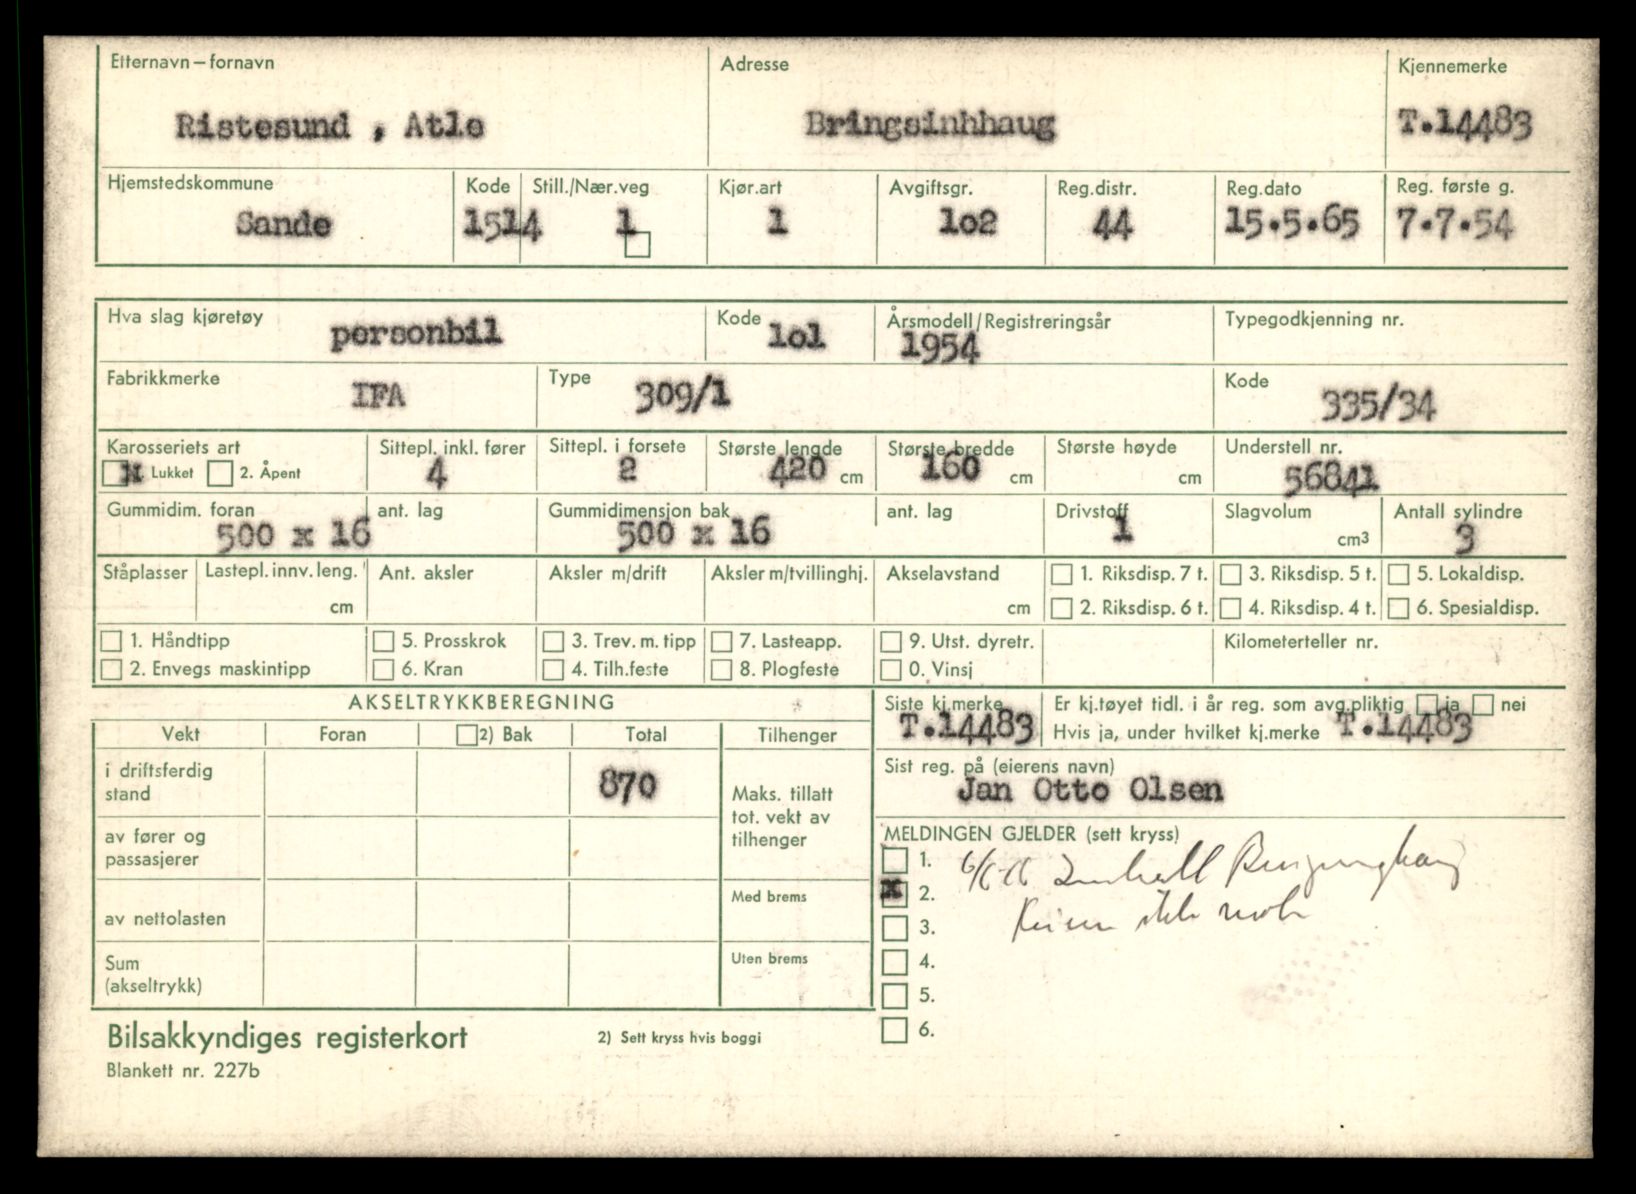 Etternavn – fornavn Adresse Kjennemerke
Ristesund , Atle Bringsinhhaug T.14483
Hjemstedskommune Kode Still./Nær.veg Kjør.art Avgiftsgr. Reg.distr. Reg.dato Reg. første g.
Sande 1514 1 1 1o2 44 15.5.65 7.7.54
Hva slag kjøretøy personbil Kode 1o1 Årsmodell/Registreringsår 1954 Typegodkjenning nr.
Fabrikkmerke IFA Type 309/1 Kode 335/34
Karosseriets art Sittepl. inkl. fører Sittepl. i forsete Største lengde Største bredde Største høyde Understell nr.
x Lukket 2. Åpent 4 2 420 cm 160 cm cm 56841
Gummidim. foran ant. lag Gummidimensjon bak ant. lag Drivstoff Slagvolum Antall sylindre
500 x 16 500 x 16 1 cm3 3
Ståplasser Lastepl. innv. leng. Ant. aksler Aksler m/drift Aksler m/tvillinghj. Akselavstand 1. Riksdisp. 7 t. 3. Riksdisp. 5 t. 5. Lokaldisp.
cm cm 2. Riksdisp. 6 t. 4. Riksdisp. 4 t. 6. Spesialdisp.
1. Håndtipp 5. Prosskrok 3. Trev. m. tipp 7. Lasteapp. 9. Utst. dyretr. Kilometerteller nr.
2. Envegs maskintipp 6. Kran 4. Tilh.feste 8. Plogfeste 0. Vinsj
AKSELTRYKKBEREGNING
Vekt Foran 2) Bak Total Tilhenger
i driftsferdig stand 870
Maks. tillatt
tot. vekt av
tilhenger
av fører og
passasjerer
av nettolasten Med brems
Sum
(akseltrykk) Uten brems
Siste kj.merke Er kj.tøyet tidl. i år reg. som avg.pliktig ja nei
T.14483 Hvis ja, under hvilket kj.merke T.14483
Sist reg. på (eierens navn)
Jan Otto Olsen
MELDINGEN GJELDER (sett kryss)
1.
x 2.
ikke
3.
4.
5.
6.
Bilsakkyndiges registerkort 2) Sett kryss hvis boggi
Blankett nr. 227b